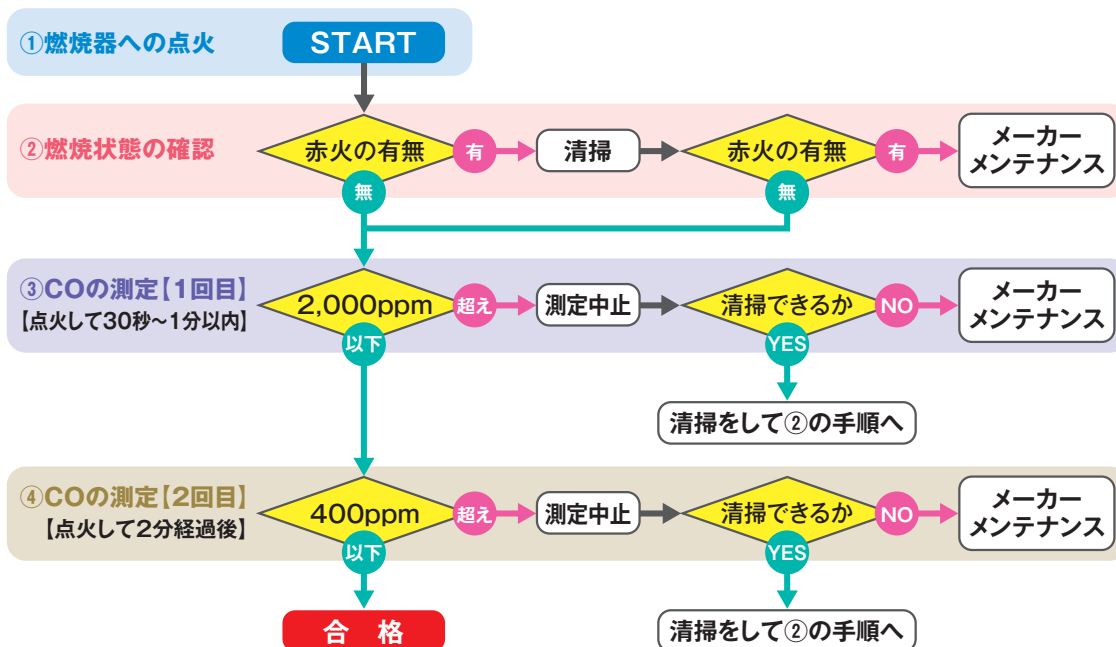 ①燃焼器への点火
START
②燃焼状態の確認
赤火の有無
有
清掃
赤火の有無
有
メーカー
メンテナンス
無
無
③COの測定【1回目】
【点火して30秒～1分以内】
2,000ppm
超え
測定中止
清掃できるか
NO
メーカー
メンテナンス
以下
YES
清掃をして②の手順へ
④COの測定【2回目】
【点火して2分経過後】
400ppm
超え
測定中止
清掃できるか
NO
メーカー
メンテナンス
以下
YES
合 格
清掃をして②の手順へ